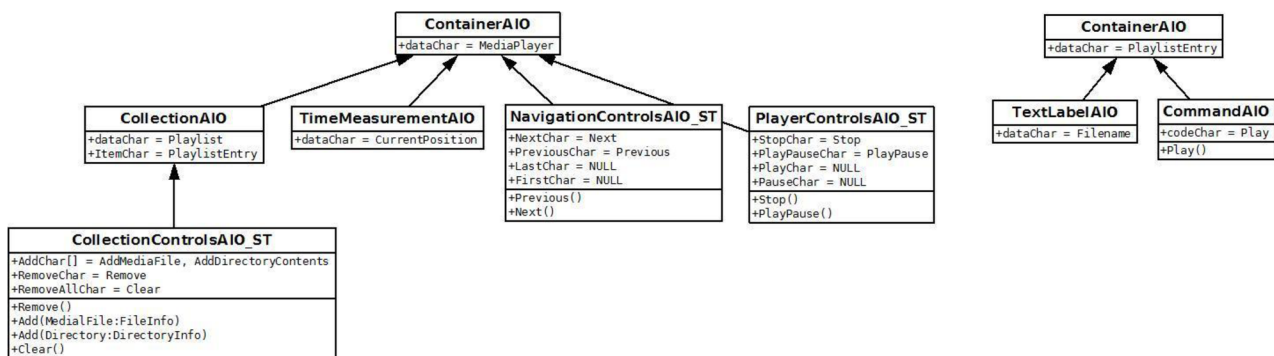 ContainerAIO
+dataChar = MediaPlayer
CollectionAIO
+dataChar = Playlist
+ItemChar = PlaylistEntry
TimeMeasurementAIO
+dataChar = CurrentPosition
NavigationControlsAIO_ST
+NextChar = Next
+PreviousChar = Previous
+LastChar = NULL
+FirstChar = NULL
+Previous()
+Next()
PlayerControlsAIO_ST
+StopChar = Stop
+PlayPauseChar = PlayPause
+PlayChar = NULL
+PauseChar = NULL
+Stop()
+PlayPause()
CollectionControlsAIO_ST
+AddChar[] = AddMediaFile, AddDirectoryContents
+RemoveChar = Remove
+RemoveAllChar = Clear
+Remove()
+Add(MedialFile:FileInfo)
+Add(Directory:DirectoryInfo)
+Clear()
ContainerAIO
+dataChar = PlaylistEntry
TextLabelAIO
+dataChar = Filename
CommandAIO
+codeChar = Play
+Play()